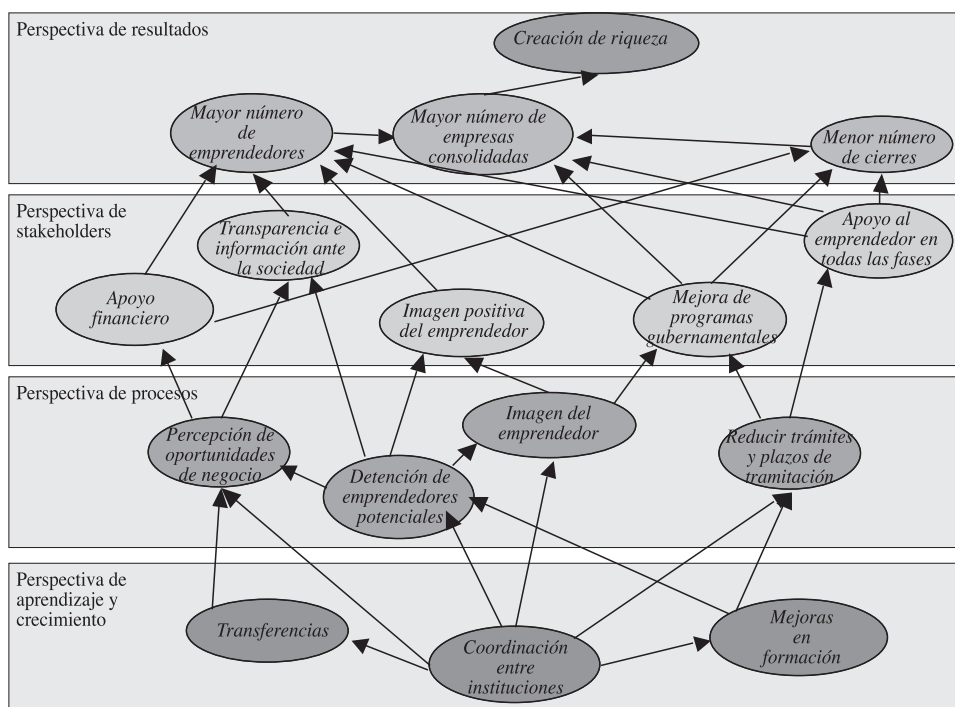 Perspectiva de resultados
Creación de riqueza
Mayor número
de
emprendedores
Mayor número de
empresas
consolidadas
Menor número
de cierres
Perspectiva de
stakeholders
Transparencia e
información ante
la sociedad
Apoyo al
emprendedor en
todas las fases
Apoyo
financiero
Imagen positiva
del emprendedor
Mejora de
programas
gubernamentales
Perspectiva de procesos
Percepción de
oportunidades
de negocio
Imagen del
emprendedor
Reducir trámites
y plazos de
tramitación
Detención de
emprendedores
potenciales
Perspectiva de
aprendizaje y
crecimiento
Transferencias
Coordinación
entre
instituciones
Mejoras
en
formación